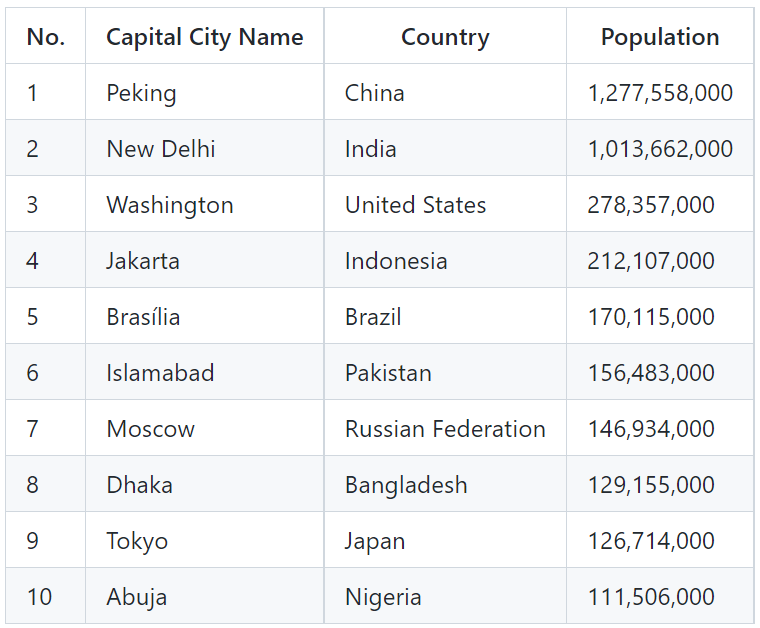 No. Capital City Name Country Population
1 Peking China 1,277,558,000
2 New Delhi India 1,013,662,000
3 Washington United States 278,357,000
4 Jakarta Indonesia 212,107,000
5 Brasília Brazil 170,115,000
6 Islamabad Pakistan 156,483,000
7 Moscow Russian Federation 146,934,000
8 Dhaka Bangladesh 129,155,000
9 Tokyo Japan 126,714,000
10 Abuja Nigeria 111,506,000